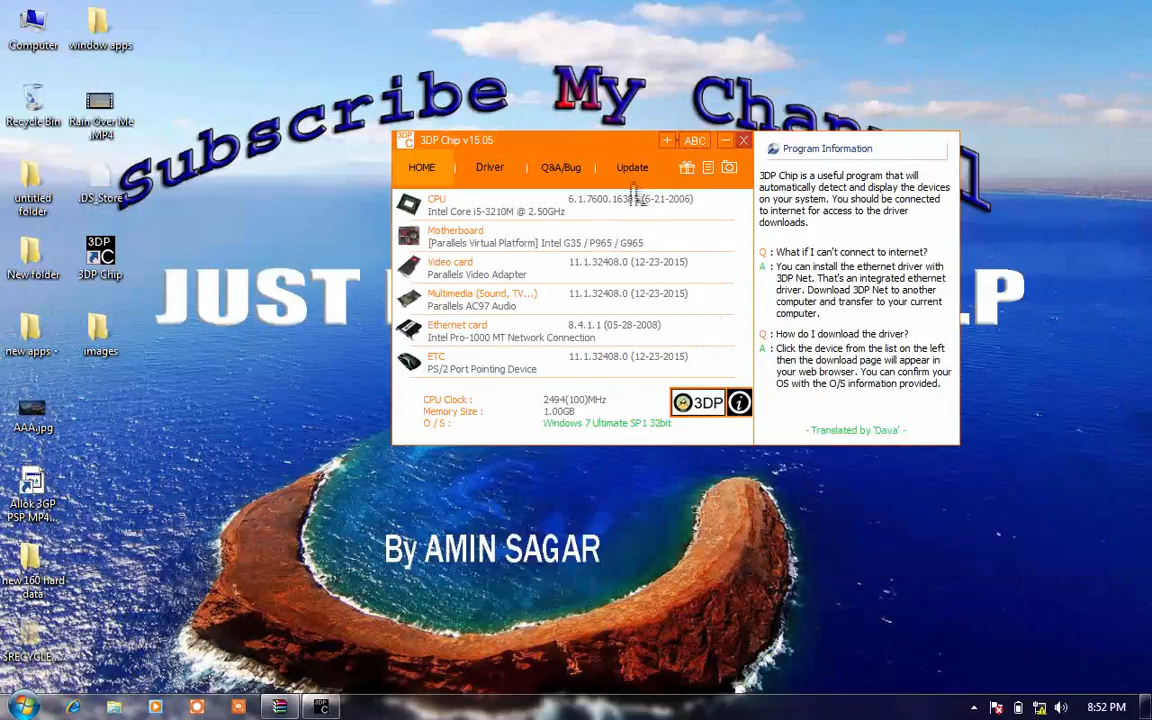 Computer
window apps
Recycle Bin
Rain Over Me
.MP4
untitled
folder
.DS_Store
New folder
3DP
C
3DP Chip
new apps
images
AAA.jpg
Allok 3GP
PSP MP4...
new160 hard
data
Subscribe My
JUST
P
By AMIN SAGAR
3DP Chip v15.05
+ ABC
HOME
Driver
Q&A/Bug
Update
CPU
Intel Core i5-3210M @ 2.50GHz
Motherboard
[Parallels Virtual Platform] Intel G35 / P965 / G965
Video card 11.1.32408.0 (12-23-2015)
Parallels Video Adapter
Multimedia (Sound, TV...) 11.1.32408.0 (12-23-2015)
Parallels AC97 Audio
Ethernet card 8.4.1.1 (05-28-2008)
Intel Pro-1000 MT Network Connection
ETC 11.1.32408.0 (12-23-2015)
PS/2 Port Pointing Device
CPU Clock : 2494(100)MHz
Memory Size : 1.00GB
O / S : Windows 7 Ultimate SP1 32bit
3DP i
Program Information
3DP Chip is a useful program that will
automatically detect and display the devices
on your system. You should be connected
to internet for access to the driver
downloads.
Q : What if I can't connect to internet?
A : You can install the ethernet driver with
3DP Net. That's an integrated ethernet
driver. Download 3DP Net to another
computer and transfer to your current
computer.
Q : How do I download the driver?
A : Click the device from the list on the left
then the download page will appear in
your web browser. You can confirm your
OS with the O/S information provided.
- Translated by 'Dava' -
8:52 PM